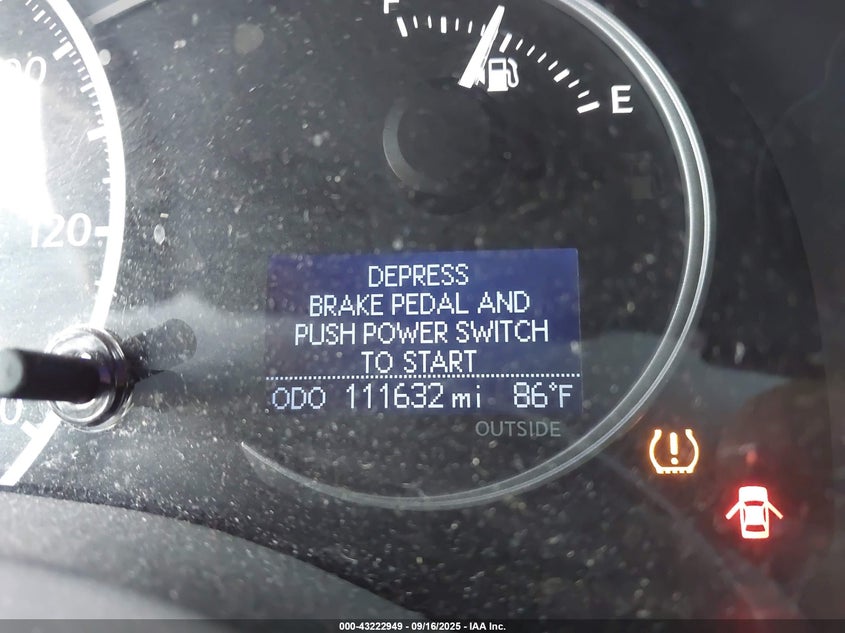 F
E
120
DEPRESS
BRAKE PEDAL AND
PUSH POWER SWITCH
TO START
ODO 111632 mi 86°F
OUTSIDE
000-43222949 - 09/16/2025 - IAA Inc.